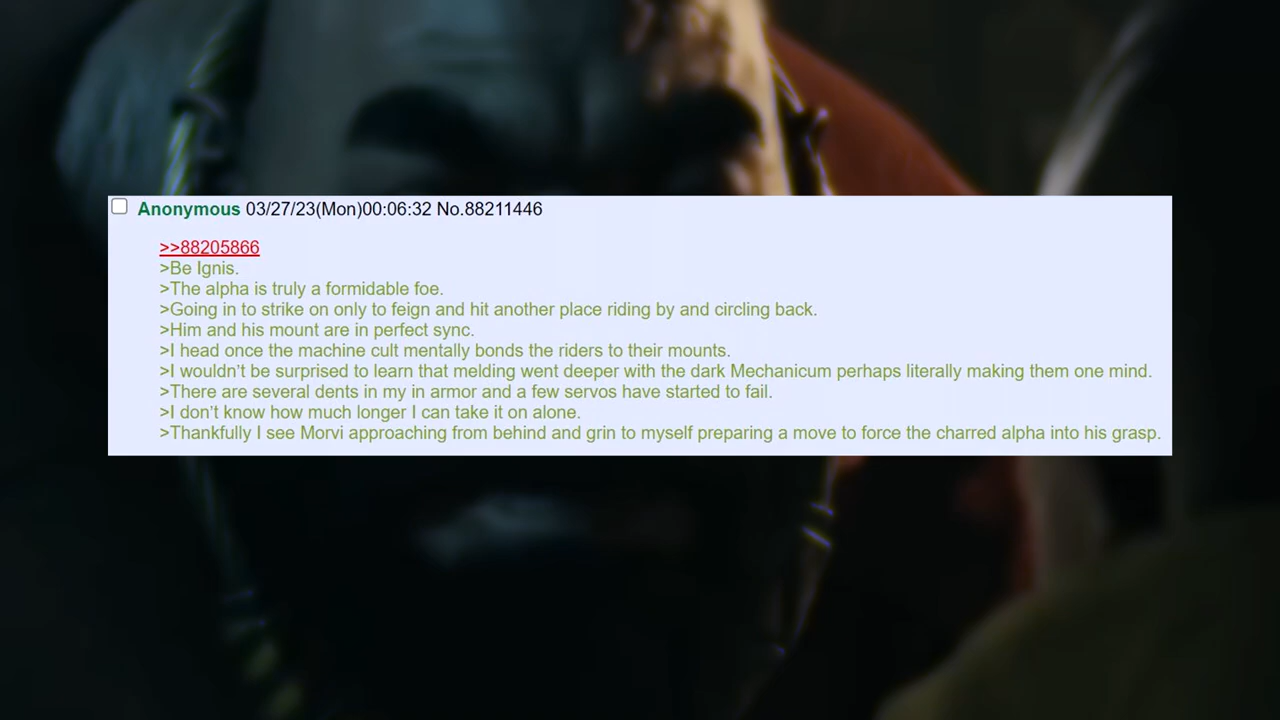 Anonymous 03/27/23(Mon)00:06:32 No.88211446
>>88205866
>Be Ignis.
>The alpha is truly a formidable foe.
>Going in to strike on only to feign and hit another place riding by and circling back.
>Him and his mount are in perfect sync.
>I head once the machine cult mentally bonds the riders to their mounts.
>I wouldn't be surprised to learn that melding went deeper with the dark Mechanicum perhaps literally making them one mind.
>There are several dents in my in armor and a few servos have started to fail.
>I don't know how much longer I can take it on alone.
>Thankfully I see Morvi approaching from behind and grin to myself preparing a move to force the charred alpha into his grasp.